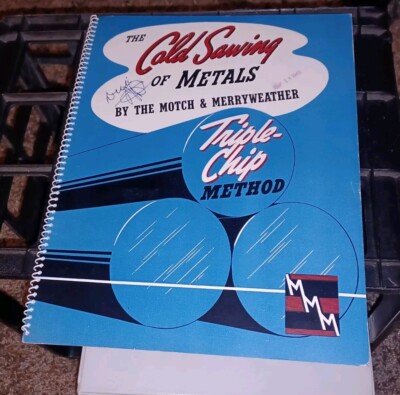 THE Cold Sawing
OF METALS
BY THE MOTCH & MERRYWEATHER
Triple-
Chip
METHOD
MMM